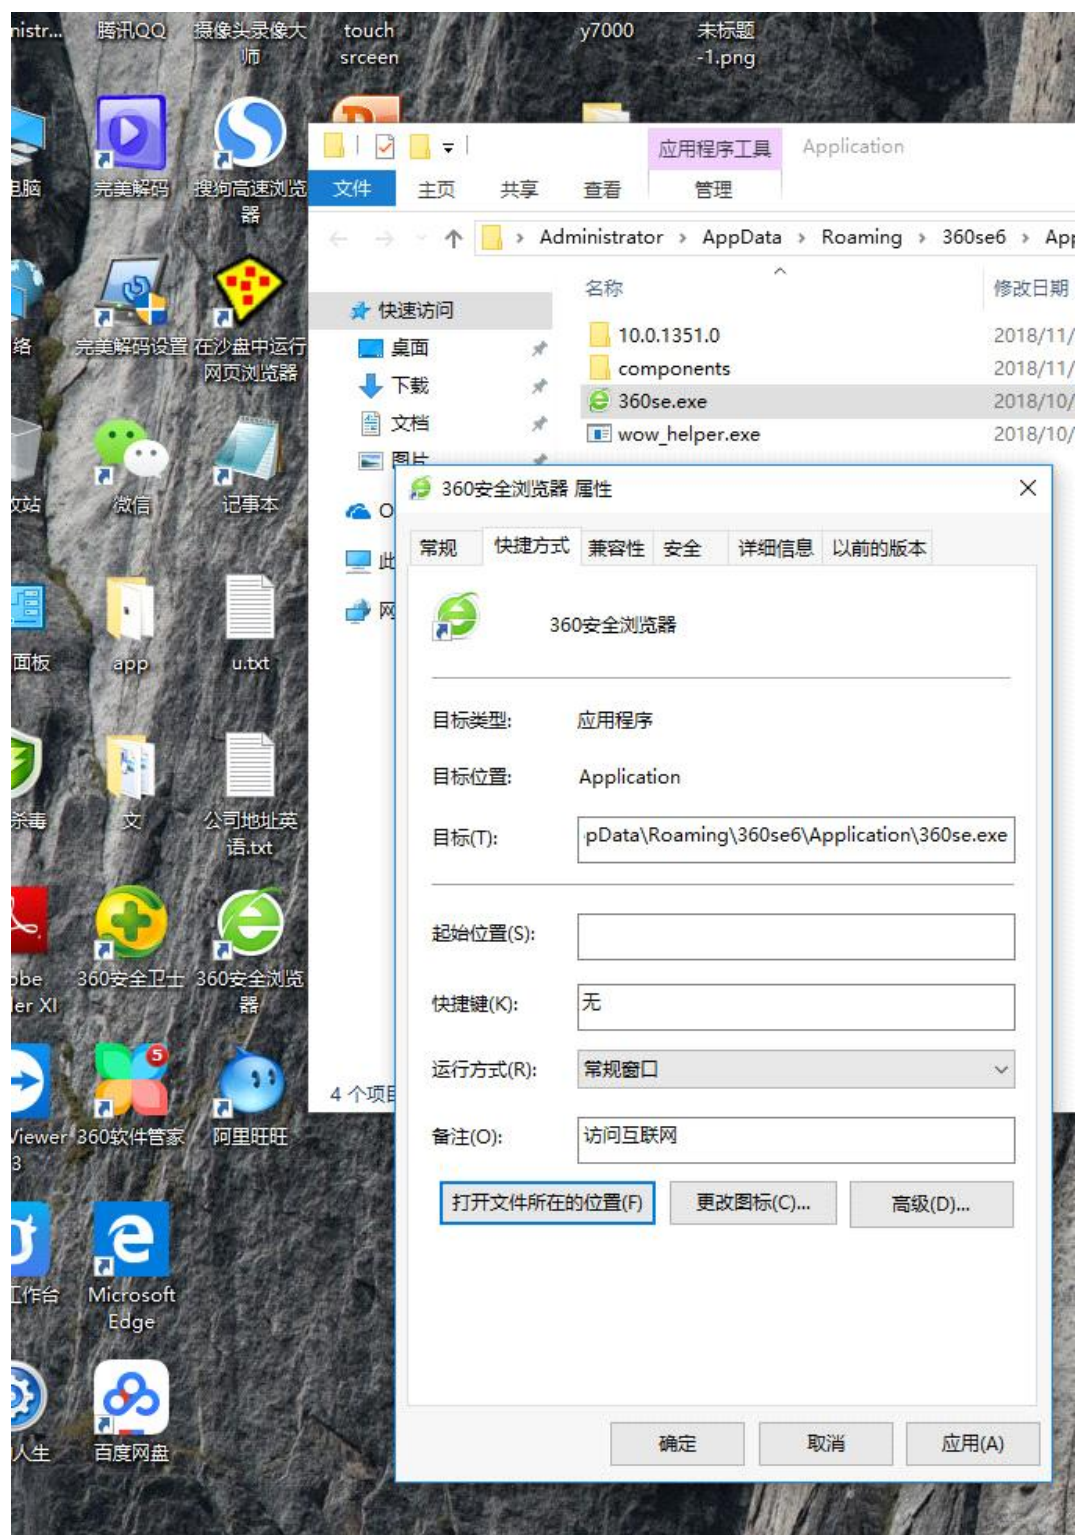 nistr...
腾讯QQ
摄像头录像大
师
touch
srceen
y7000
未标题
-1.png
电脑
完美解码
搜狗高速浏览
器
络
完美解码设置
在沙盘中运行
网页浏览器
收站
微信
记事本
面板
app
u.txt
杀毒
文
公司地址英
语.txt
obe
der XI
360安全卫士
360安全浏览
器
Viewer
3
5
360软件管家
阿里旺旺
工作台
Microsoft
Edge
人生
百度网盘
应用程序工具
Application
文件
主页
共享
查看
管理
Administrator
AppData
Roaming
360se6
App
名称
修改日期
快速访问
桌面
下载
文档
图片
O
此
网
10.0.1351.0
2018/11/
components
2018/11/
360se.exe
2018/10/
wow_helper.exe
2018/10/
4 个项目
360安全浏览器 属性
常规
快捷方式
兼容性
安全
详细信息
以前的版本
360安全浏览器
目标类型:
应用程序
目标位置:
Application
目标(T):
pData\Roaming\360se6\Application\360se.exe
起始位置(S):
快捷键(K):
无
运行方式(R):
常规窗口
备注(O):
访问互联网
打开文件所在的位置(F)
更改图标(C)...
高级(D)...
确定
取消
应用(A)